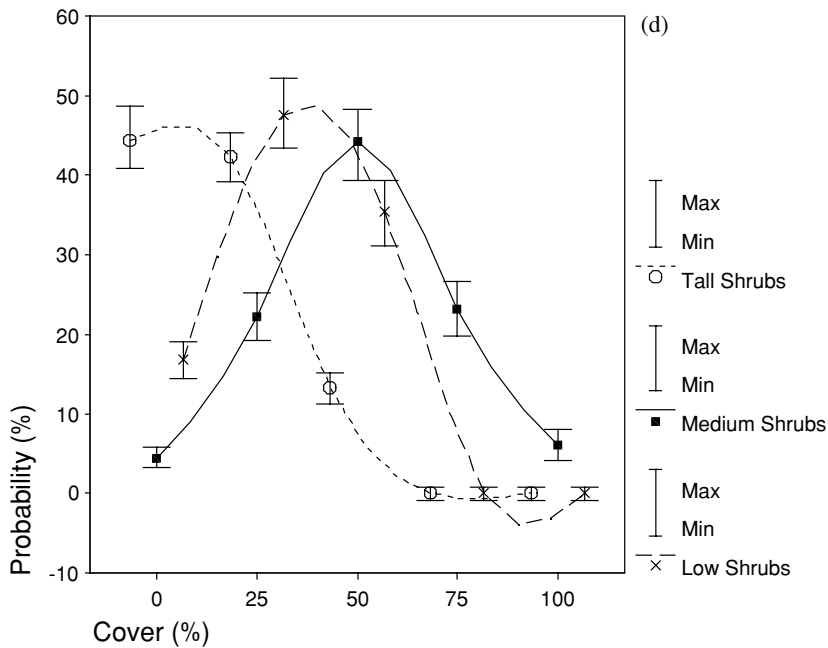 (d)
60
50
40
30
20
10
0
-10
Probability (%)
0 25 50 75 100
Cover (%)
Max
Min
Tall Shrubs
Max
Min
Medium Shrubs
Max
Min
Low Shrubs